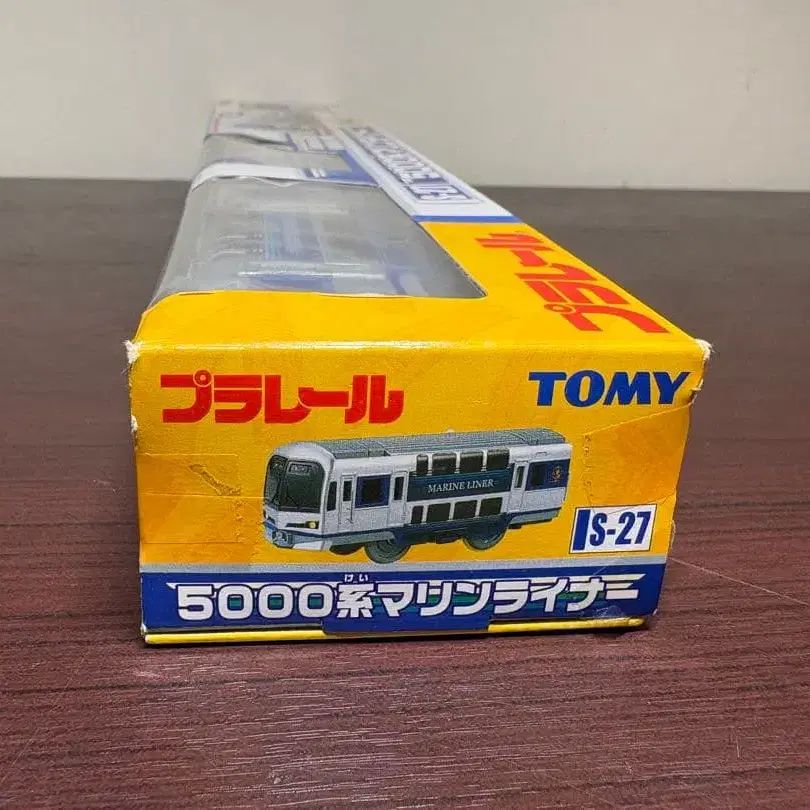 プラレール
プラレール
TOMY
MARINE LINER
S-27
けい
5000系マリンライナー